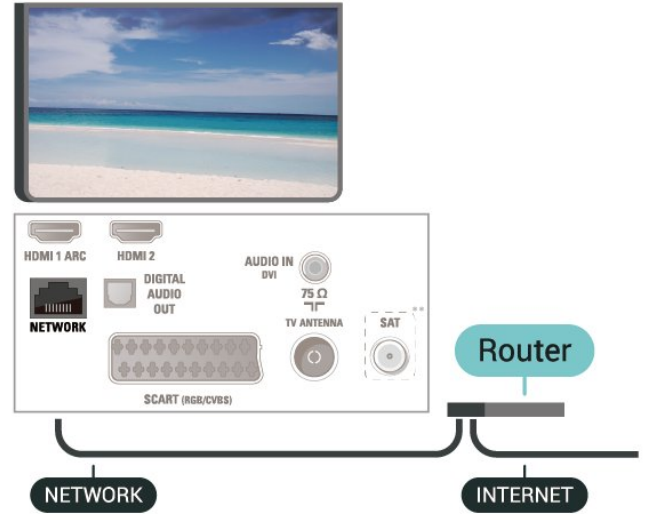 HDMI 1 ARC
HDMI 2
AUDIO IN
DVI
DIGITAL
AUDIO
OUT
75 Ω
NETWORK
TV ANTENNA
SAT
**
SCART (RGB/CVBS)
Router
NETWORK
INTERNET